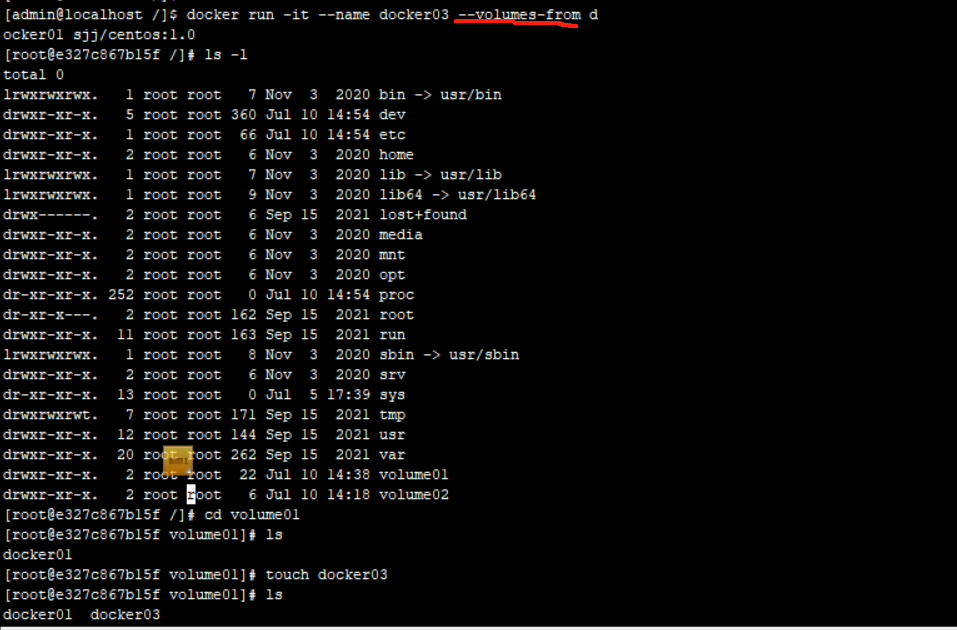 [admin@localhost /]$ docker run -it --name docker03 --volumes-from d
ocker01 sjj/centos:1.0
[root@e327c867b15f /]# ls -l
total 0
lrwxrwxrwx.   1 root root   7 Nov  3  2020 bin -> usr/bin
drwxr-xr-x.   5 root root 360 Jul 10 14:54 dev
drwxr-xr-x.   1 root root  66 Jul 10 14:54 etc
drwxr-xr-x.   2 root root   6 Nov  3  2020 home
lrwxrwxrwx.   1 root root   7 Nov  3  2020 lib -> usr/lib
lrwxrwxrwx.   1 root root   9 Nov  3  2020 lib64 -> usr/lib64
drwx------.   2 root root   6 Sep 15  2021 lost+found
drwxr-xr-x.   2 root root   6 Nov  3  2020 media
drwxr-xr-x.   2 root root   6 Nov  3  2020 mnt
drwxr-xr-x.   2 root root   6 Nov  3  2020 opt
dr-xr-xr-x. 252 root root   0 Jul 10 14:54 proc
dr-xr-x---.   2 root root 162 Sep 15  2021 root
drwxr-xr-x.  11 root root 163 Sep 15  2021 run
lrwxrwxrwx.   1 root root   8 Nov  3  2020 sbin -> usr/sbin
drwxr-xr-x.   2 root root   6 Nov  3  2020 srv
dr-xr-xr-x.  13 root root   0 Jul  5 17:39 sys
drwxrwxrwt.   7 root root 171 Sep 15  2021 tmp
drwxr-xr-x.  12 root root 144 Sep 15  2021 usr
drwxr-xr-x.  20 root root 262 Sep 15  2021 var
drwxr-xr-x.   2 root root  22 Jul 10 14:38 volume01
drwxr-xr-x.   2 root root   6 Jul 10 14:18 volume02
[root@e327c867b15f /]# cd volume01
[root@e327c867b15f volume01]# ls
docker01
[root@e327c867b15f volume01]# touch docker03
[root@e327c867b15f volume01]# ls
docker01  docker03